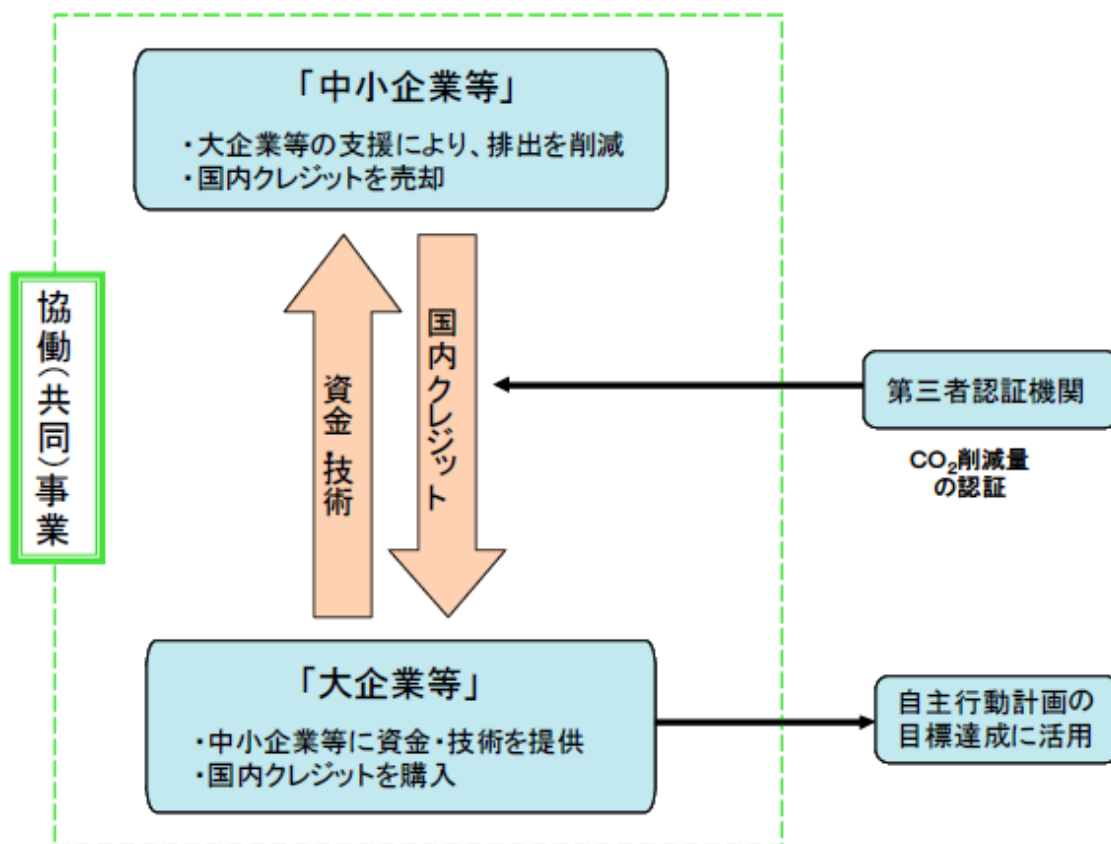 「中小企業等」
・大企業等の支援により、排出を削減
・国内クレジットを売却
協働(共同)事業
資金・技術
国内クレジット
第三者認証機関
CO₂削減量
の認証
「大企業等」
・中小企業等に資金・技術を提供
・国内クレジットを購入
自主行動計画の
目標達成に活用